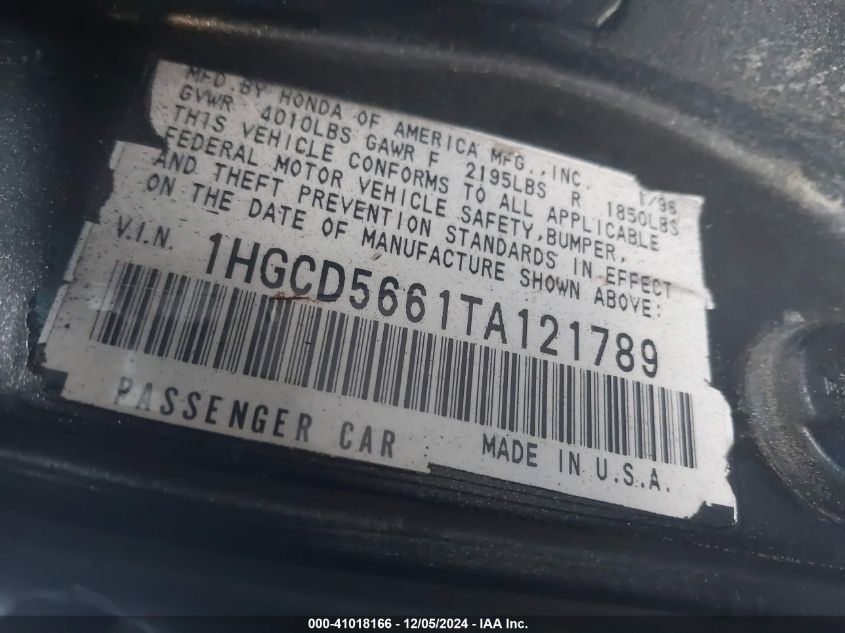 MFD. BY HONDA OF AMERICA MFG., INC. 1/96
GVWR 4010LBS GAWR F 2195LBS R 1850LBS
THIS VEHICLE CONFORMS TO ALL APPLICABLE
FEDERAL MOTOR VEHICLE SAFETY, BUMPER,
AND THEFT PREVENTION STANDARDS IN EFFECT
ON THE DATE OF MANUFACTURE SHOWN ABOVE:
V.I.N. 1HGCD5661TA121789
PASSENGER CAR MADE IN U.S.A.
000-41018166 - 12/05/2024 - IAA Inc.